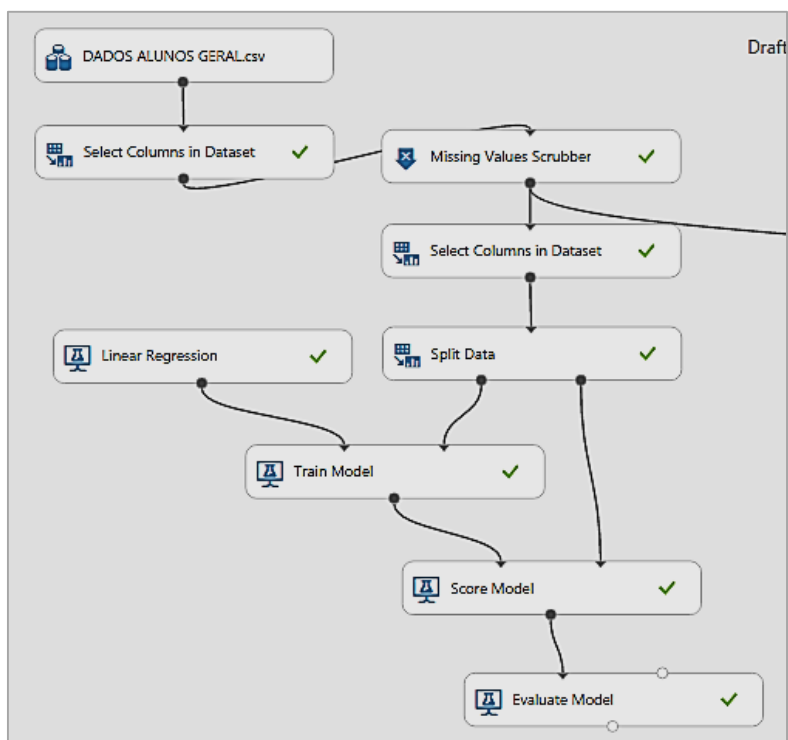 Draft
DADOS ALUNOS GERAL.csv
Select Columns in Dataset
Missing Values Scrubber
Select Columns in Dataset
Linear Regression
Split Data
Train Model
Score Model
Evaluate Model